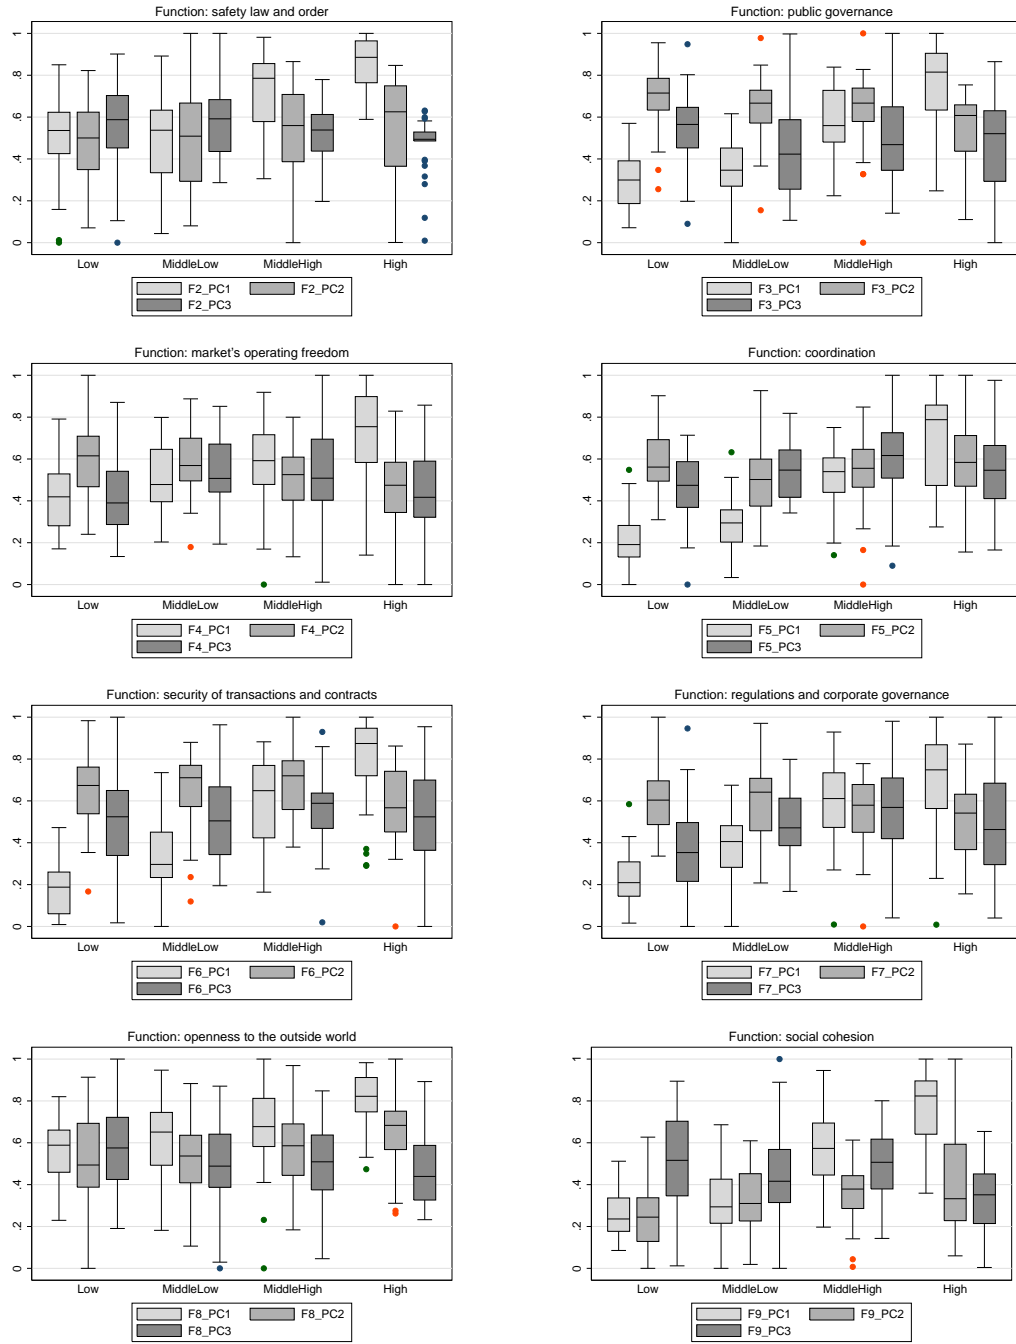 Function: safety law and order
0 .2 .4 .6 .8 1
Low MiddleLow MiddleHigh High
F2_PC1 F2_PC2
F2_PC3
Function: public governance
0 .2 .4 .6 .8 1
Low MiddleLow MiddleHigh High
F3_PC1 F3_PC2
F3_PC3
Function: market's operating freedom
0 .2 .4 .6 .8 1
Low MiddleLow MiddleHigh High
F4_PC1 F4_PC2
F4_PC3
Function: coordination
0 .2 .4 .6 .8 1
Low MiddleLow MiddleHigh High
F5_PC1 F5_PC2
F5_PC3
Function: security of transactions and contracts
0 .2 .4 .6 .8 1
Low MiddleLow MiddleHigh High
F6_PC1 F6_PC2
F6_PC3
Function: regulations and corporate governance
0 .2 .4 .6 .8 1
Low MiddleLow MiddleHigh High
F7_PC1 F7_PC2
F7_PC3
Function: openness to the outside world
0 .2 .4 .6 .8 1
Low MiddleLow MiddleHigh High
F8_PC1 F8_PC2
F8_PC3
Function: social cohesion
0 .2 .4 .6 .8 1
Low MiddleLow MiddleHigh High
F9_PC1 F9_PC2
F9_PC3